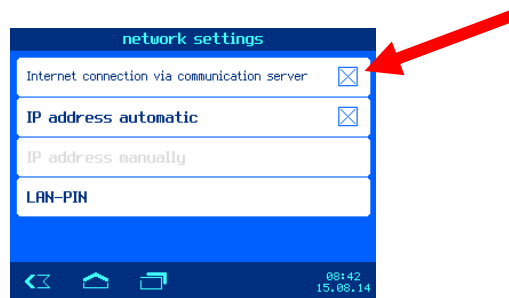 network settings
Internet connection via communication server
IP address automatic
IP address manually
LAN-PIN
08:42
15.08.14